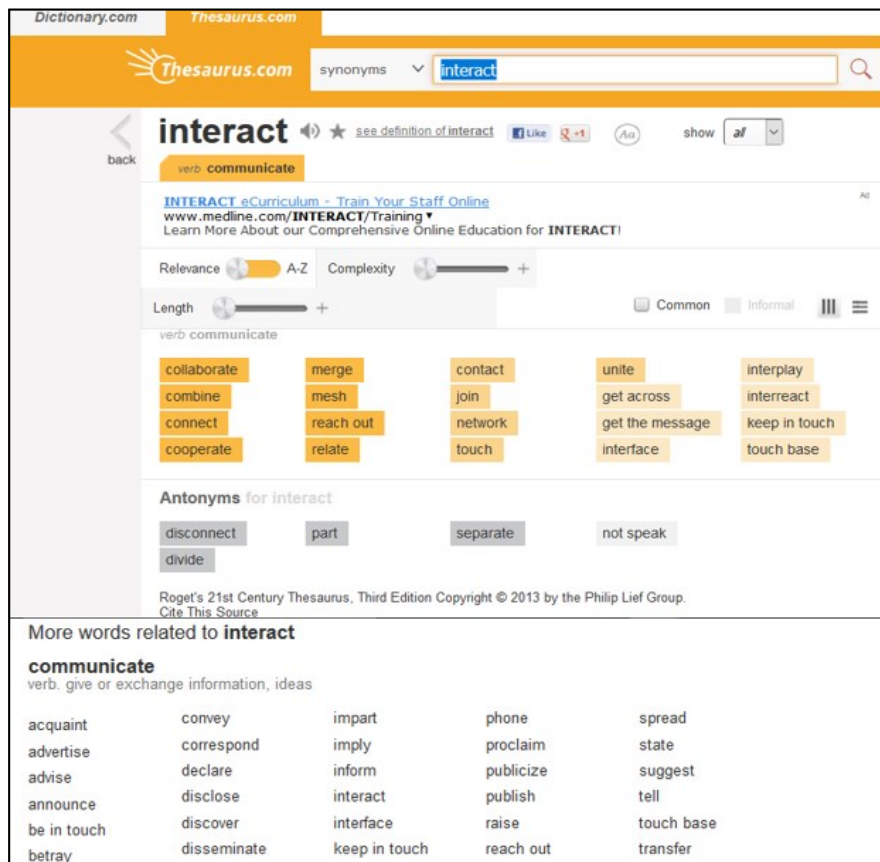 Dictionary.com Thesaurus.com
Thesaurus.com synonyms interact
interact see definition of interact Like +1 Aa show all
back
verb communicate
INTERACT eCurriculum - Train Your Staff Online Ad
www.medline.com/INTERACT/Training
Learn More About our Comprehensive Online Education for INTERACT!
Relevance A-Z Complexity +
Length + Common Informal
verb communicate
collaborate merge contact unite interplay
combine mesh join get across interreact
connect reach out network get the message keep in touch
cooperate relate touch interface touch base
Antonyms for interact
disconnect part separate not speak
divide
Roget's 21st Century Thesaurus, Third Edition Copyright © 2013 by the Philip Lief Group.
Cite This Source
More words related to interact
communicate
verb. give or exchange information, ideas
acquaint convey impart phone spread
advertise correspond imply proclaim state
advise declare inform publicize suggest
announce disclose interact publish tell
be in touch discover interface raise touch base
betray disseminate keep in touch reach out transfer